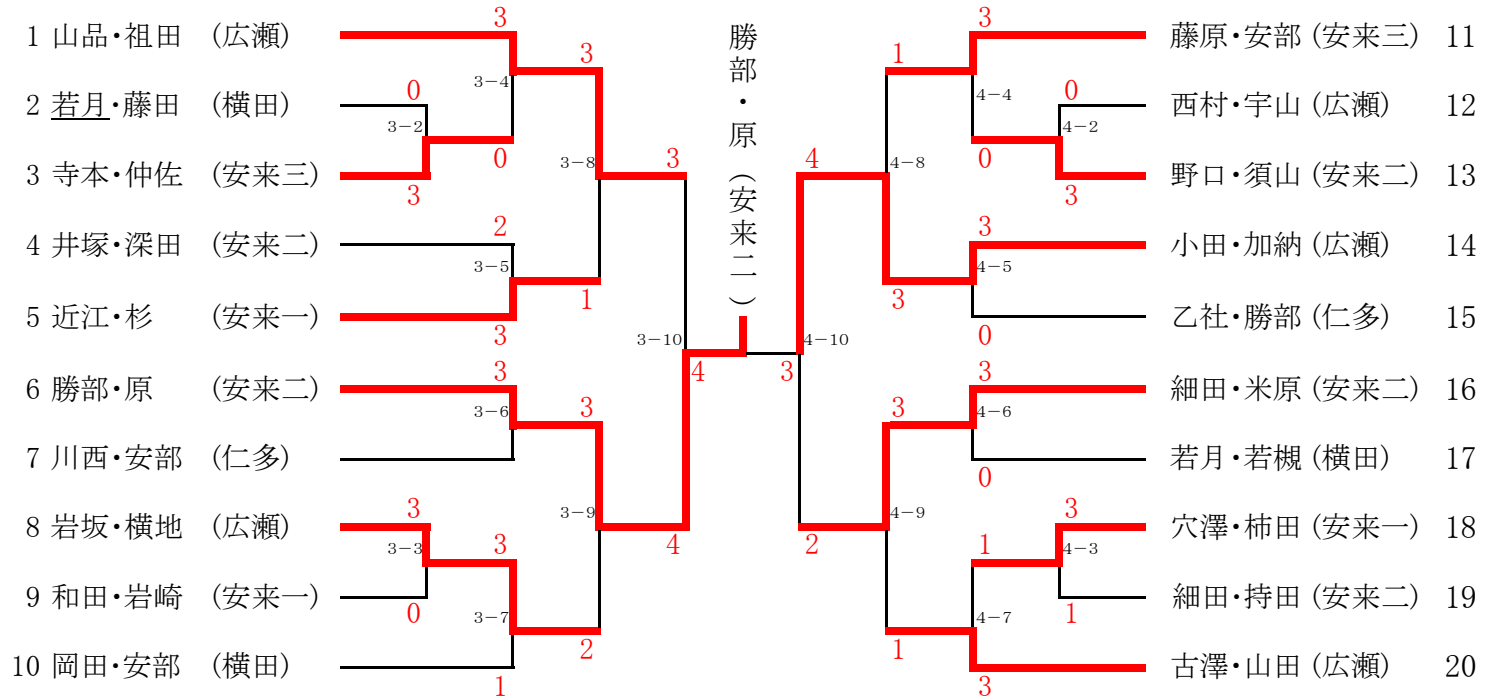 1 山品・祖田 (広瀬)
2 若月・藤田 (横田)
3 寺本・仲佐 (安来三)
4 井塚・深田 (安来二)
5 近江・杉 (安来一)
6 勝部・原 (安来二)
7 川西・安部 (仁多)
8 岩坂・横地 (広瀬)
9 和田・岩崎 (安来一)
10 岡田・安部 (横田)
3
3
3-4
0
3-2
0
3
3-8
3
2
3-5
1
3
3-10
3
3
3-6
4
3
3-9
3-3
3
4
0
3-7
2
1
勝部・原(安来二)
3
1
4-4
0
4-2
4
4-8
0
3
3
4-5
3
0
4-10
3
3
3
4-6
0
4-9
3
1
4-3
2
1
4-7
1
3
藤原・安部 (安来三) 11
西村・宇山 (広瀬) 12
野口・須山 (安来二) 13
小田・加納 (広瀬) 14
乙社・勝部 (仁多) 15
細田・米原 (安来二) 16
若月・若槻 (横田) 17
穴澤・柿田 (安来一) 18
細田・持田 (安来二) 19
古澤・山田 (広瀬) 20